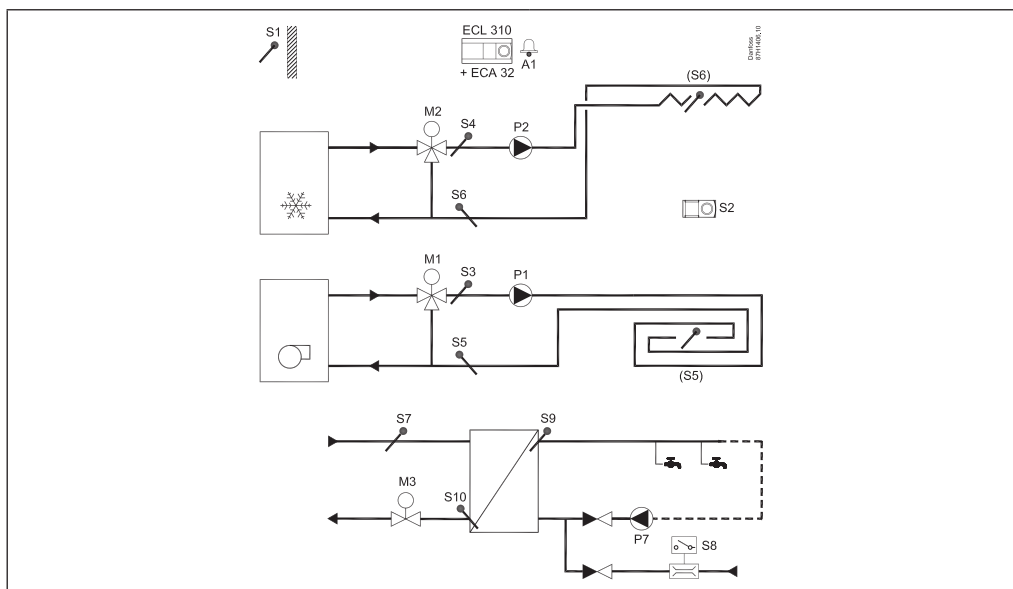 S1
ECL 310
A1
+ ECA 32
Danfoss
87H1406.10
(S6)
M2
S4
P2
S6
S2
M1
S3
P1
S5
(S5)
S7
S9
M3
S10
P7
S8